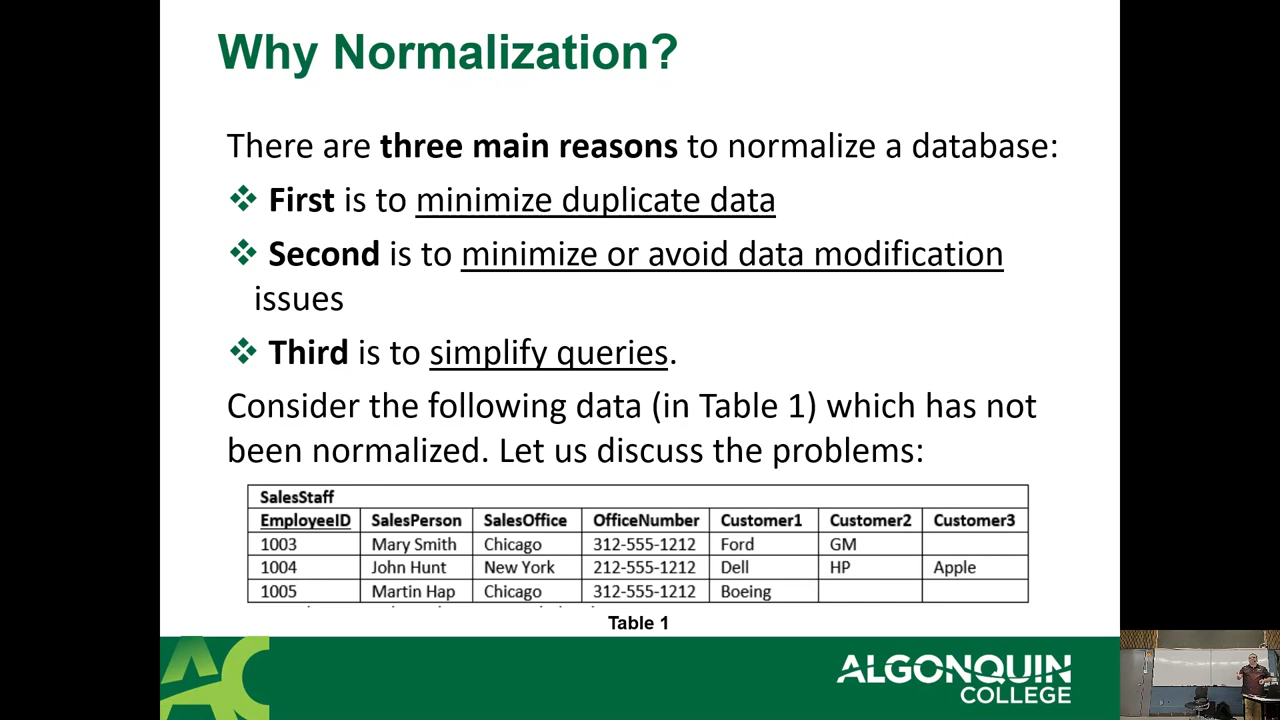 Why Normalization?
There are three main reasons to normalize a database:
❖ First is to minimize duplicate data
❖ Second is to minimize or avoid data modification
issues
❖ Third is to simplify queries.
Consider the following data (in Table 1) which has not
been normalized. Let us discuss the problems:
SalesStaff
EmployeeID SalesPerson SalesOffice OfficeNumber Customer1 Customer2 Customer3
1003 Mary Smith Chicago 312-555-1212 Ford GM
1004 John Hunt New York 212-555-1212 Dell HP Apple
1005 Martin Hap Chicago 312-555-1212 Boeing
Table 1
AC
ALGONQUIN
COLLEGE